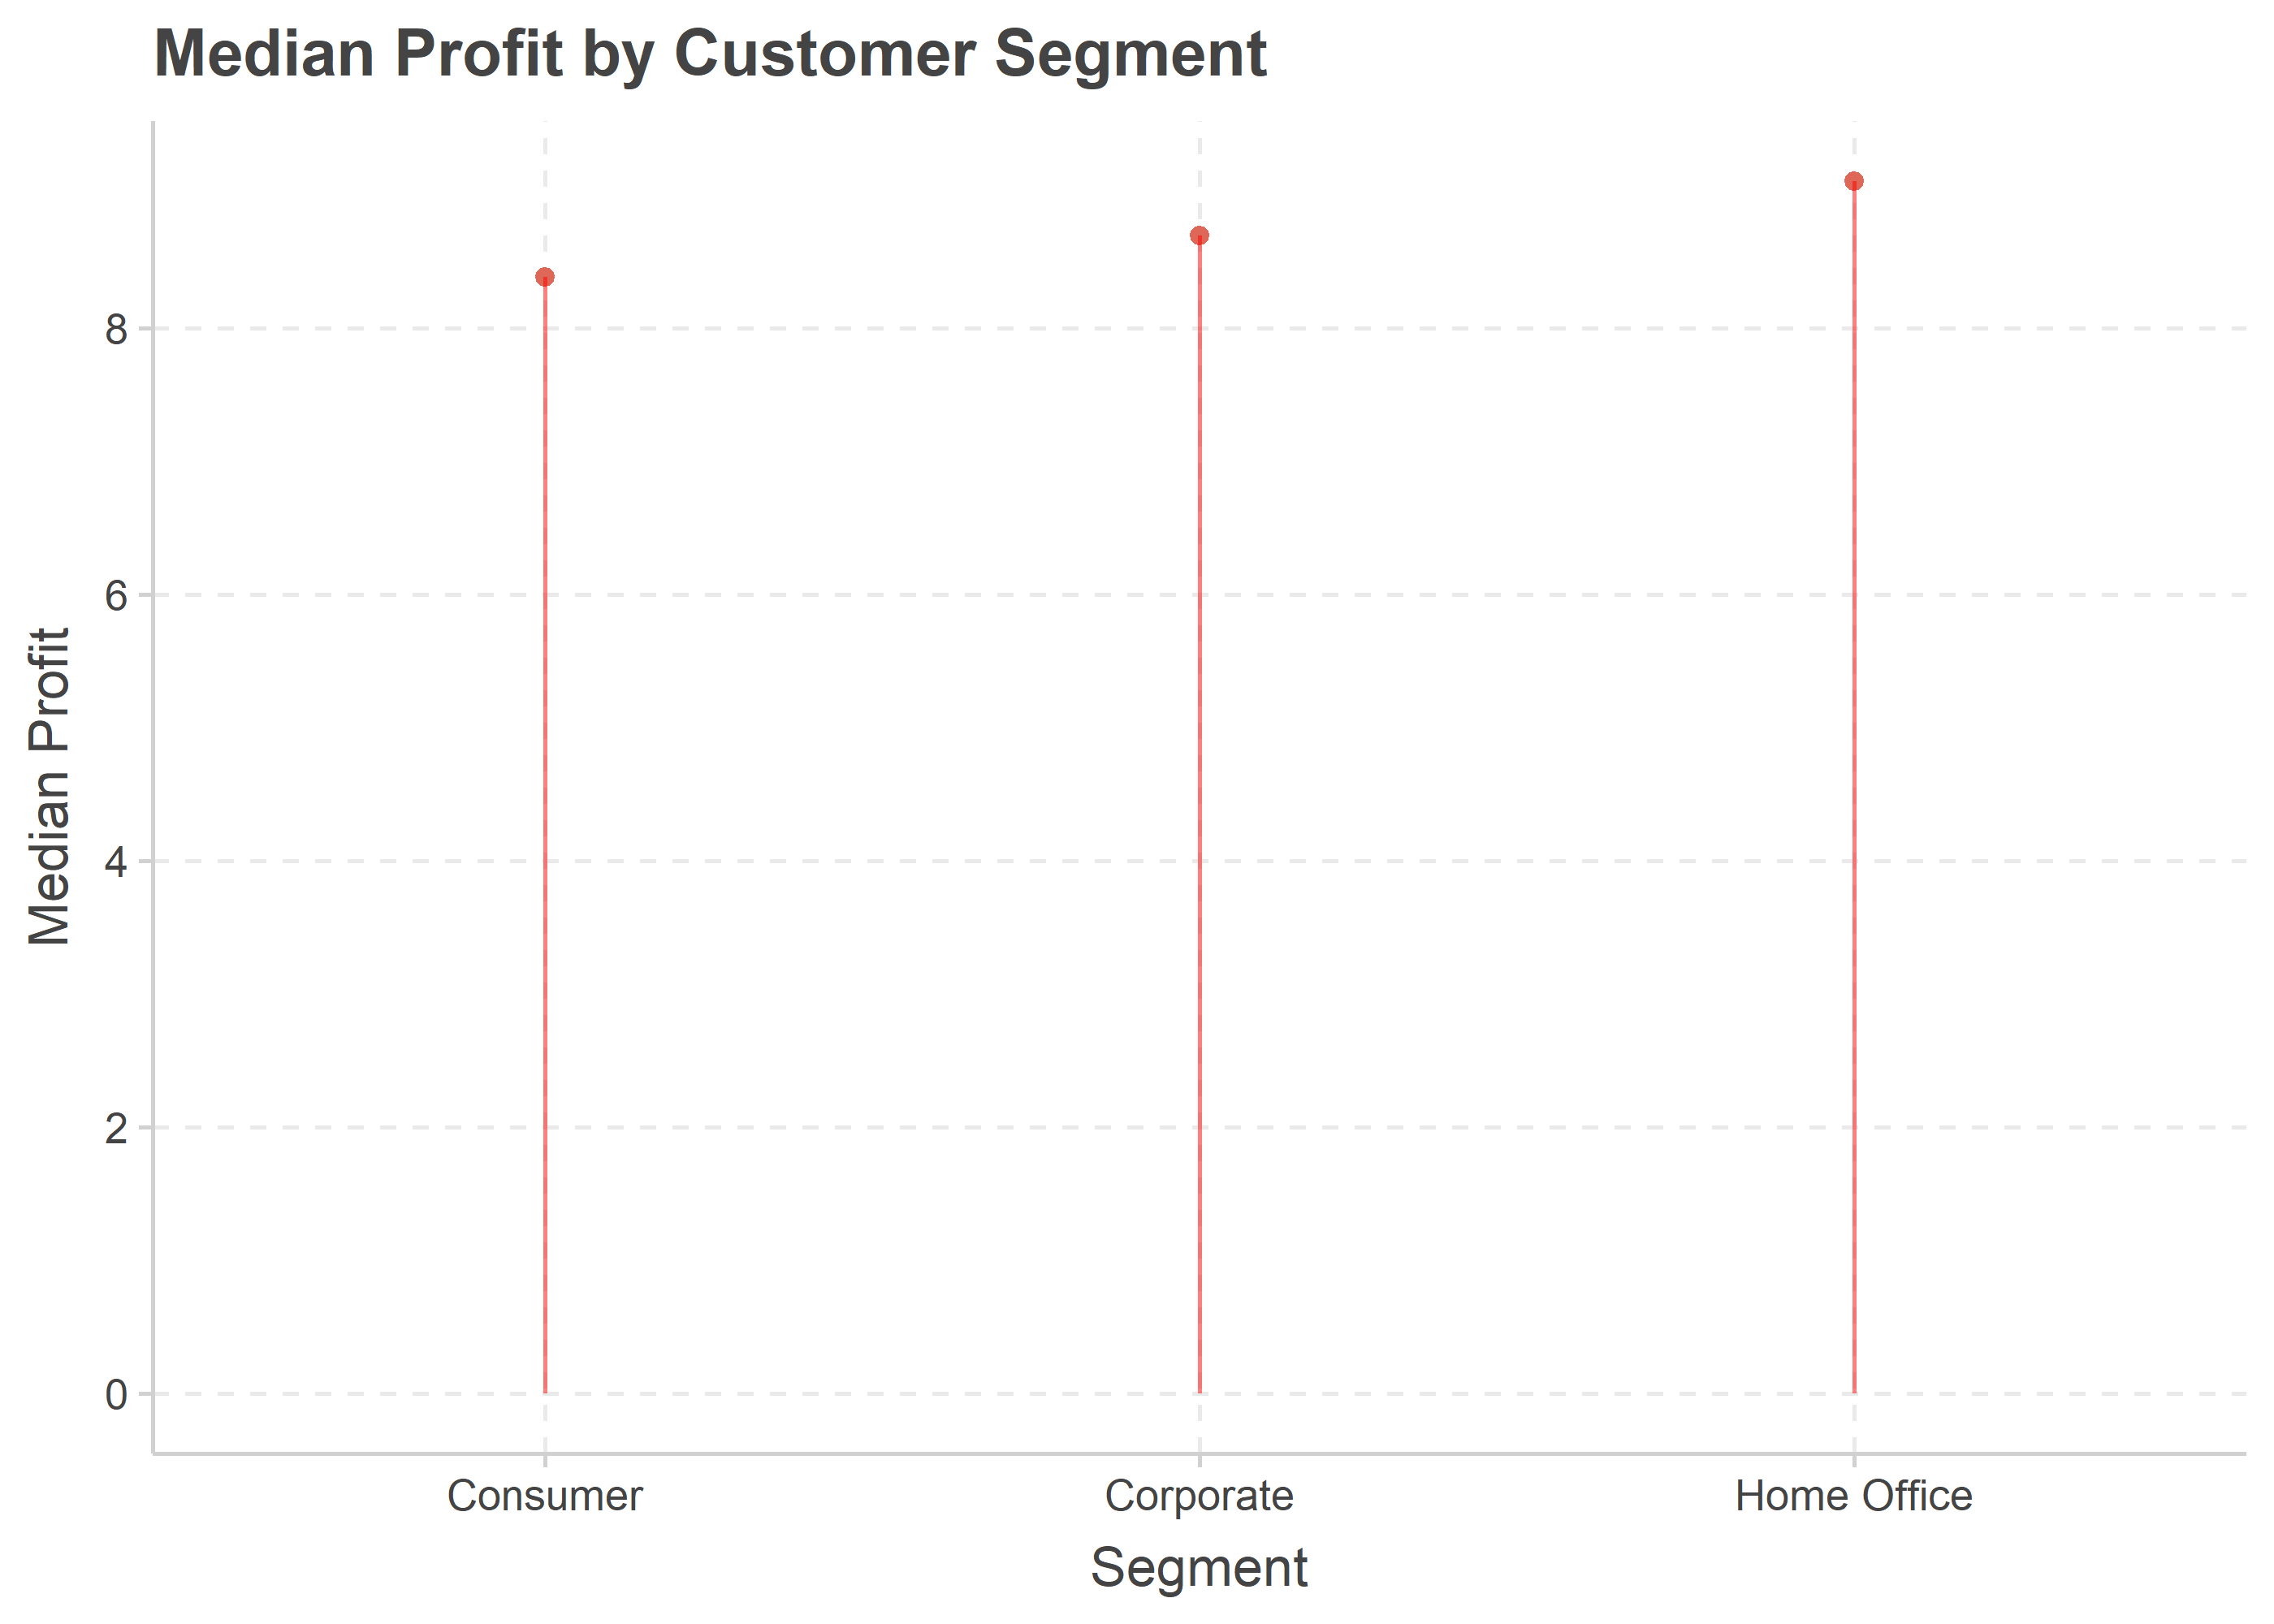 Median Profit by Customer Segment
Median Profit
8
6
4
2
0
Consumer Corporate Home Office
Segment